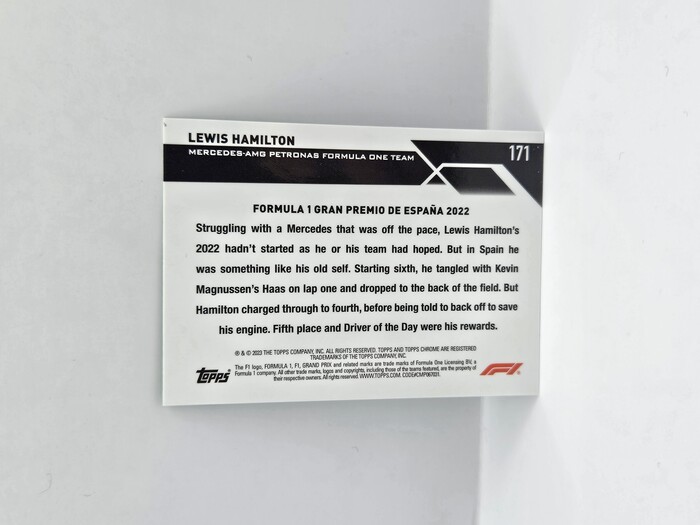 LEWIS HAMILTON
MERCEDES-AMG PETRONAS FORMULA ONE TEAM
171
FORMULA 1 GRAN PREMIO DE ESPAÑA 2022
Struggling with a Mercedes that was off the pace, Lewis Hamilton's
2022 hadn't started as he or his team had hoped. But in Spain he
was something like his old self. Starting sixth, he tangled with Kevin
Magnussen's Haas on lap one and dropped to the back of the field. But
Hamilton charged through to fourth, before being told to back off to save
his engine. Fifth place and Driver of the Day were his rewards.
® & © 2023 THE TOPPS COMPANY, INC. ALL RIGHTS RESERVED. TOPPS AND TOPPS CHROME ARE REGISTERED
TRADEMARKS OF THE TOPPS COMPANY, INC.
The F1 logo, FORMULA 1, F1, GRAND PRIX and related marks are trade marks of Formula One Licensing BV, a
Formula 1 company. All other trade marks, logos and copyrights, including those of the teams featured, are the property of
their respective owners. All rights reserved. WWW.TOPPS.COM. CODE#CMP067031.
topps
F1